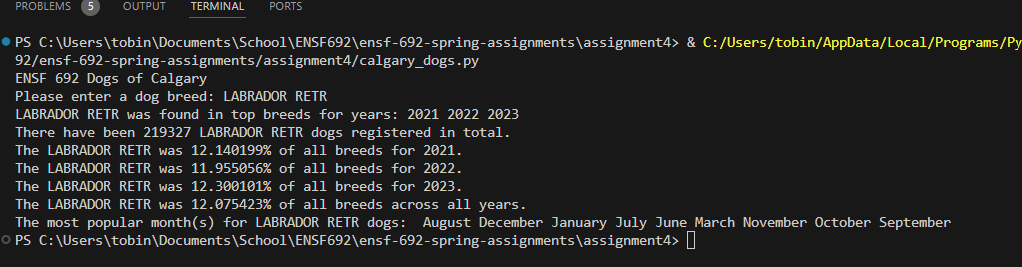 PROBLEMS 5 OUTPUT TERMINAL PORTS
PS C:\Users\tobin\Documents\School\ENSF692\ensf-692-spring-assignments\assignment4> & C:/Users/tobin/AppData/Local/Programs/Py
92/ensf-692-spring-assignments/assignment4/calgary_dogs.py
ENSF 692 Dogs of Calgary
Please enter a dog breed: LABRADOR RETR
LABRADOR RETR was found in top breeds for years: 2021 2022 2023
There have been 219327 LABRADOR RETR dogs registered in total.
The LABRADOR RETR was 12.140199% of all breeds for 2021.
The LABRADOR RETR was 11.955056% of all breeds for 2022.
The LABRADOR RETR was 12.300101% of all breeds for 2023.
The LABRADOR RETR was 12.075423% of all breeds across all years.
The most popular month(s) for LABRADOR RETR dogs:  August December January July June March November October September
PS C:\Users\tobin\Documents\School\ENSF692\ensf-692-spring-assignments\assignment4>